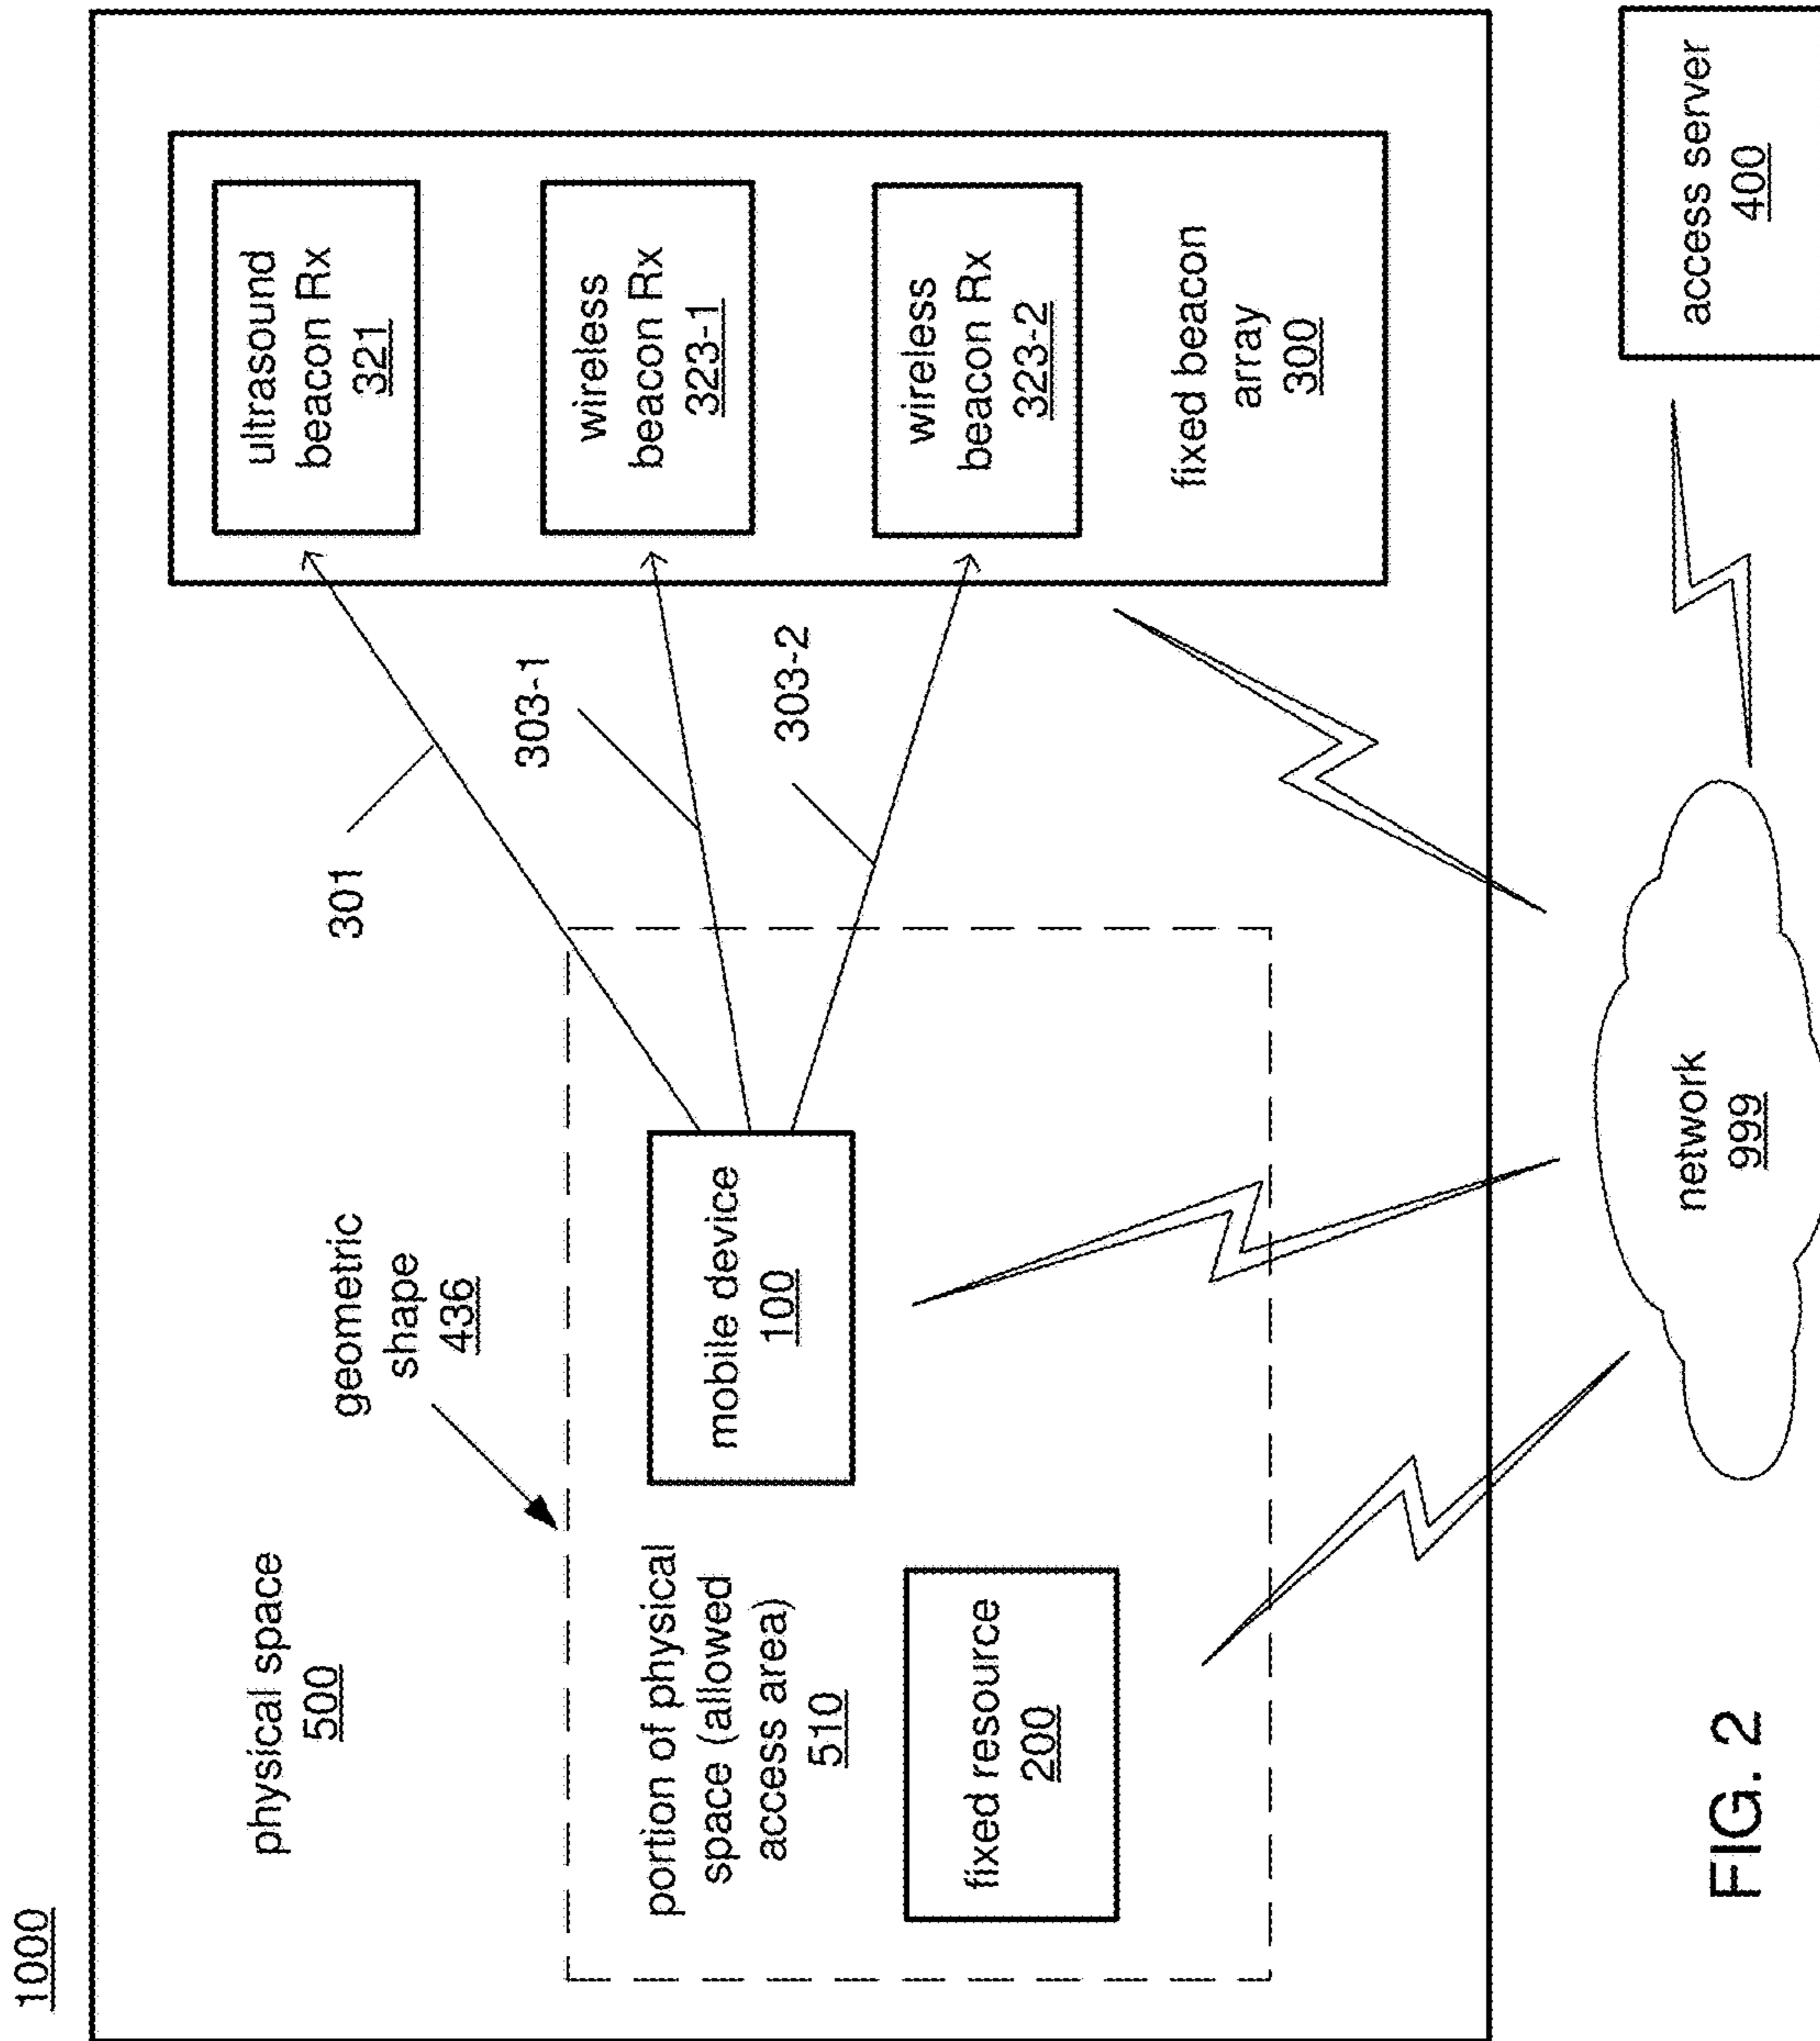 1000
physical space
500
geometric
shape
436
301
303-1
303-2
ultrasound
beacon Rx
321
wireless
beacon Rx
323-1
wireless
beacon Rx
323-2
fixed beacon
array
300
portion of physical
space (allowed
access area)
510
mobile device
100
fixed resource
200
network
999
access server
400
FIG. 2